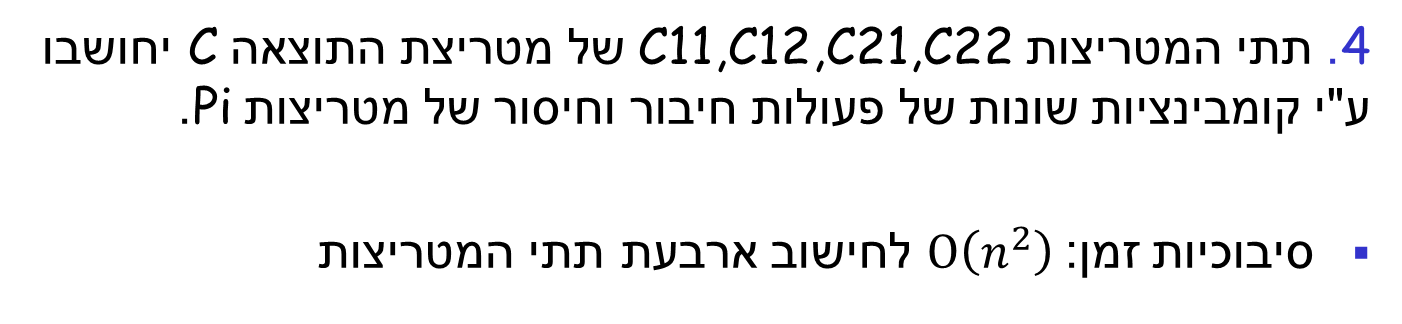 4. תתי המטריצות C11,C12,C21,C22 של מטריצת התוצאה C יחושבו
ע"י קומבינציות שונות של פעולות חיבור וחיסור של מטריצות Pi.
▪ סיבוכיות זמן: O(n²) לחישוב ארבעת תתי המטריצות